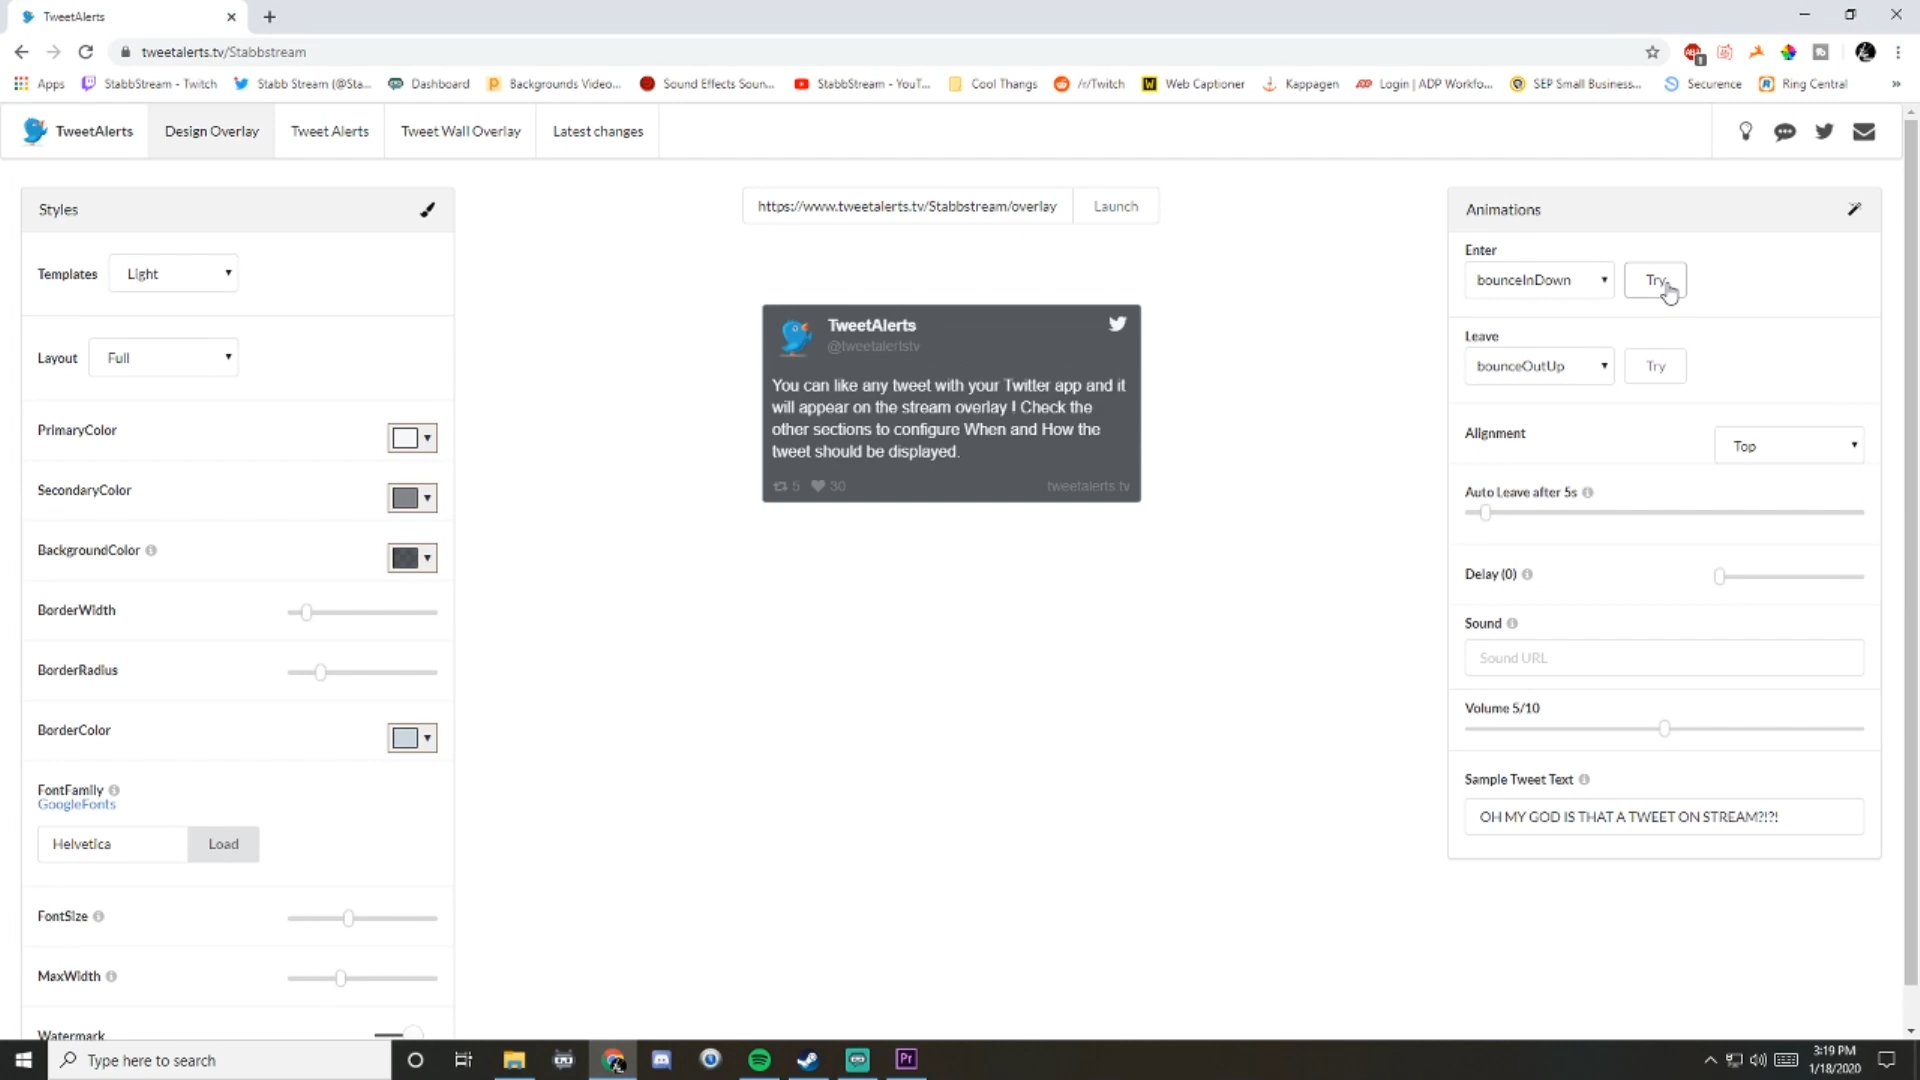 TweetAlerts
tweetalerts.tv/Stabbstream
Apps
StabbStream - Twitch
Stabb Stream (@Sta...
Dashboard
Backgrounds Video...
Sound Effects Soun...
StabbStream - YouT...
Cool Thangs
/r/Twitch
Web Captioner
Kappagen
Login | ADP Workfo...
SEP Small Business...
Securence
Ring Central
TweetAlerts
Design Overlay
Tweet Alerts
Tweet Wall Overlay
Latest changes
Styles
Templates
Light
Layout
Full
PrimaryColor
SecondaryColor
BackgroundColor
BorderWidth
BorderRadius
BorderColor
FontFamily
GoogleFonts
Helvetica
Load
FontSize
MaxWidth
Watermark
https://www.tweetalerts.tv/Stabbstream/overlay
Launch
TweetAlerts
@tweetalertstv
You can like any tweet with your Twitter app and it
will appear on the stream overlay ! Check the
other sections to configure When and How the
tweet should be displayed.
5
30
tweetalerts.tv
Animations
Enter
bounceInDown
Try
Leave
bounceOutUp
Try
Alignment
Top
Auto Leave after 5s
Delay (0)
Sound
Sound URL
Volume 5/10
Sample Tweet Text
OH MY GOD IS THAT A TWEET ON STREAM?!?!
Type here to search
Pr
3:19 PM
1/18/2020